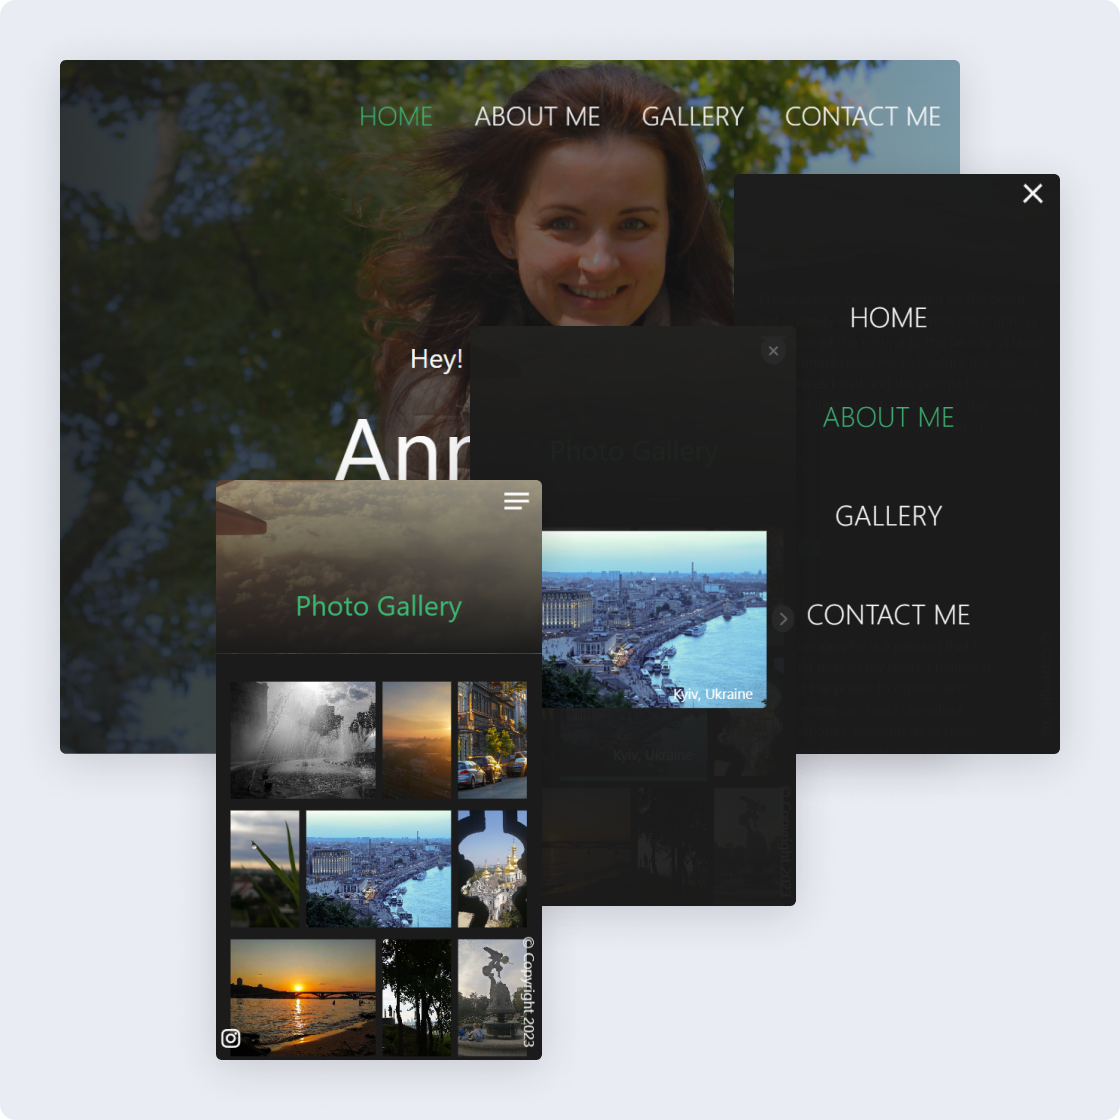 HOME ABOUT ME GALLERY CONTACT ME
Hey!
HOME
ABOUT ME
GALLERY
CONTACT ME
Photo Gallery
Kyiv, Ukraine
Kyiv, Ukraine
Photo Gallery
© Copyright 2023